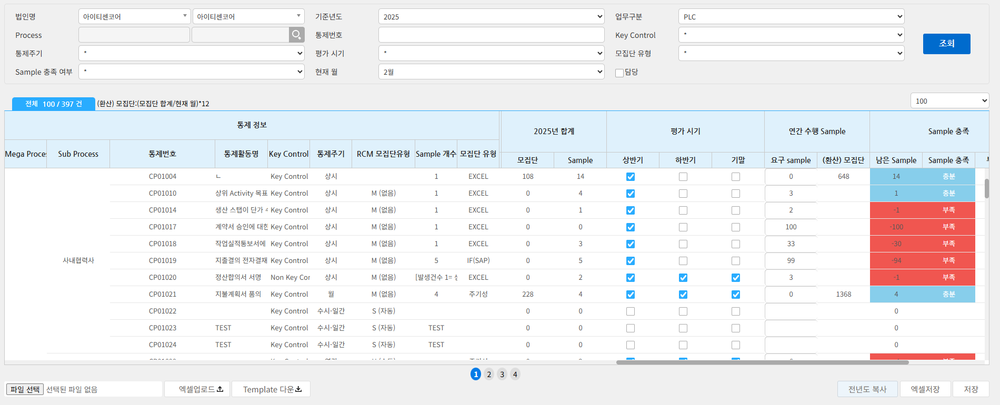 법인명 아이티센코어 아이티센코어 기준년도 2025 업무구분 PLC
Process 통제번호 Key Control *
통제주기 * 평가 시기 * 모집단 유형 *
조회
Sample 충족 여부 * 현재 월 2월 담당
전체 100 / 397 건 (환산) 모집단:(모집단 합계/현재 월)*12 100
통제 정보 2025년 합계 평가 시기 연간 수행 Sample Sample 충족
Mega Proces Sub Process 통제번호 통제활동명 Key Control 통제주기 RCM 모집단유형 Sample 개수 모집단 유형 모집단 Sample 상반기 하반기 기말 요구 sample (환산) 모집단 남은 Sample Sample 충족
CP01004 ㄴ Key Control 상시 1 EXCEL 108 14 0 648 14 충분
CP01010 상위 Activity 목표 Key Control 상시 M (없음) 1 EXCEL 0 4 3 1 충분
CP01014 생산 스탭이 단가 Key Control 상시 M (없음) 1 EXCEL 0 1 2 -1 부족
CP01017 계약서 승인에 대한 Key Control 상시 M (없음) 1 EXCEL 0 0 100 -100 부족
CP01018 작업실적통보서에 Key Control 상시 M (없음) 1 EXCEL 0 3 33 -30 부족
사내협력사 CP01019 지출결의 전자결재 Key Control 상시 M (없음) 5 IF(SAP) 0 5 99 -94 부족
CP01020 정산합의서 서명 Non Key Cor 상시 M (없음) [발생건수 1= EXCEL 0 2 3 -1 부족
CP01021 지불계획서 품의 Key Control 월 M (없음) 4 주기성 228 4 0 1368 4 충분
CP01022 Key Control 수시-일간 S (자동) 0 0 0
CP01023 TEST Key Control 수시-일간 S (자동) TEST 0 0 0
CP01024 TEST Key Control 수시-일간 S (자동) TEST 0 0 0
1 2 3 4
파일 선택 선택된 파일 없음 엑셀업로드 Template 다운 전년도 복사 엑셀저장 저장